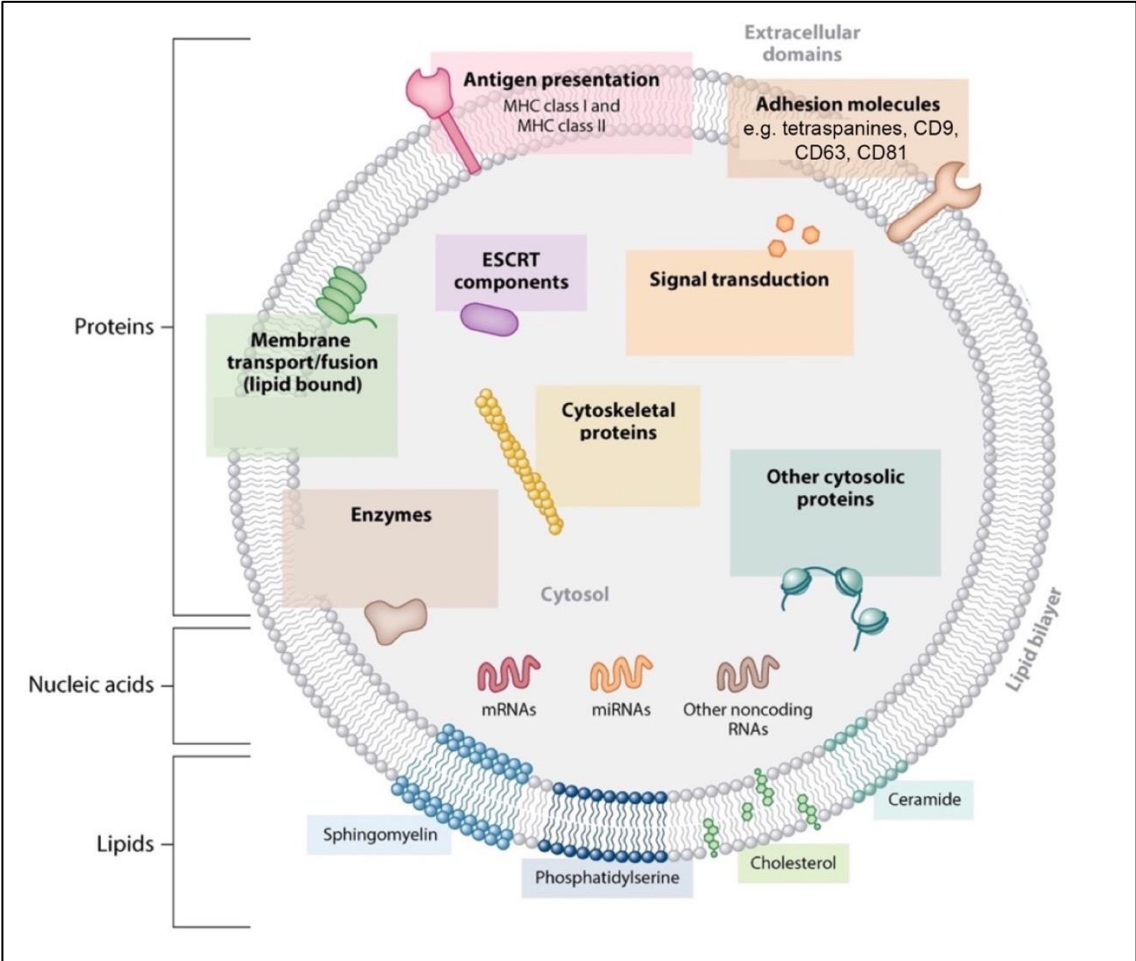 Extracellular
domains
Antigen presentation
MHC class I and
MHC class II
Adhesion molecules
e.g. tetraspanines, CD9,
CD63, CD81
ESCRT
components
Signal transduction
Proteins
Membrane
transport/fusion
(lipid bound)
Cytoskeletal
proteins
Other cytosolic
proteins
Enzymes
Cytosol
Lipid bilayer
Nucleic acids
mRNAs
miRNAs
Other noncoding
RNAs
Lipids
Sphingomyelin
Phosphatidylserine
Cholesterol
Ceramide